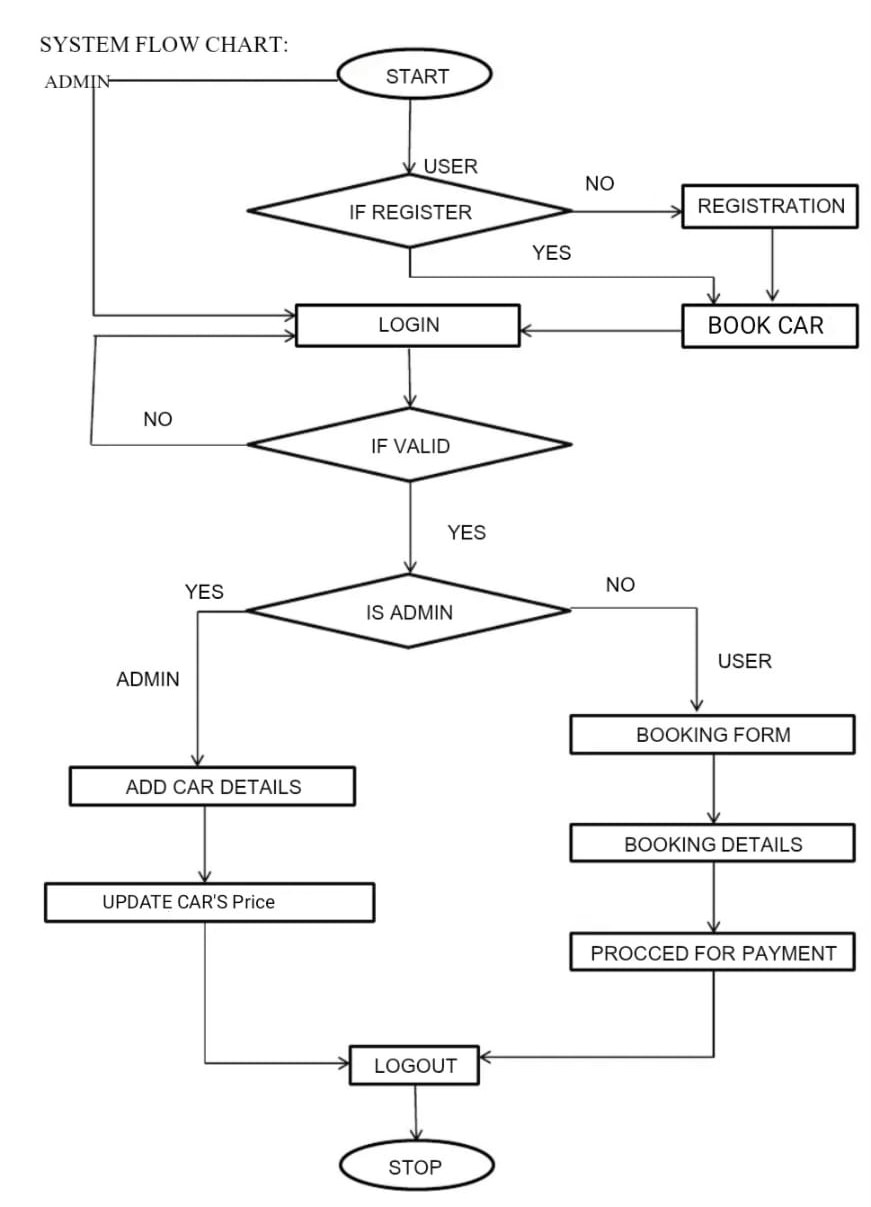 SYSTEM FLOW CHART:
ADMIN
START
USER
IF REGISTER
NO
REGISTRATION
YES
LOGIN
BOOK CAR
NO
IF VALID
YES
YES
IS ADMIN
NO
ADMIN
USER
BOOKING FORM
ADD CAR DETAILS
BOOKING DETAILS
UPDATE CAR'S Price
PROCCED FOR PAYMENT
LOGOUT
STOP